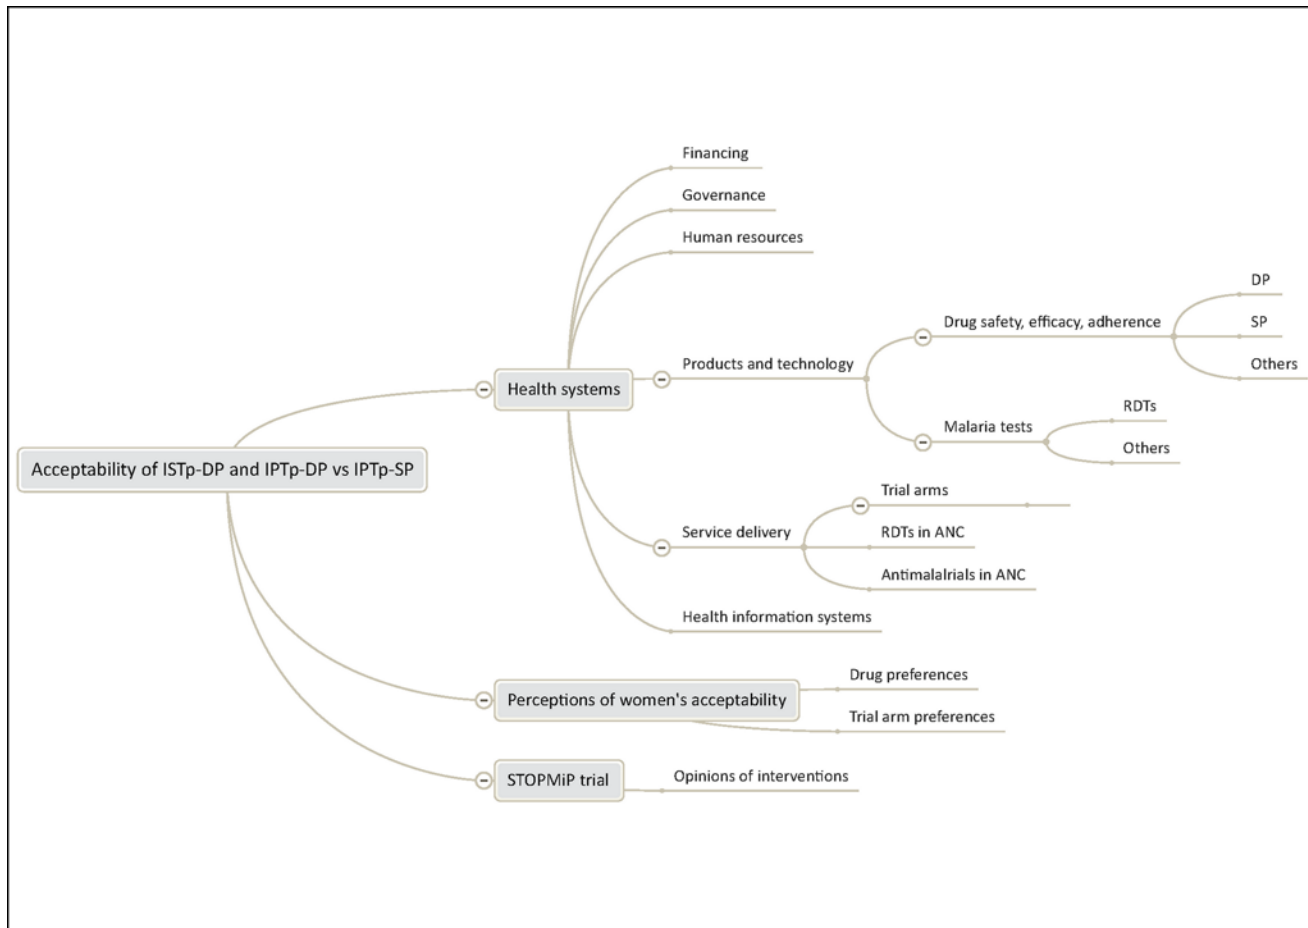 Financing
Governance
Human resources
DP
Drug safety, efficacy, adherence
SP
Products and technology
Others
Health systems
RDTs
Malaria tests
Others
Acceptability of ISTp-DP and IPTp-DP vs IPTp-SP
Trial arms
Service delivery
RDTs in ANC
Antimalalrials in ANC
Health information systems
Drug preferences
Perceptions of women's acceptability
Trial arm preferences
STOPMiP trial
Opinions of interventions